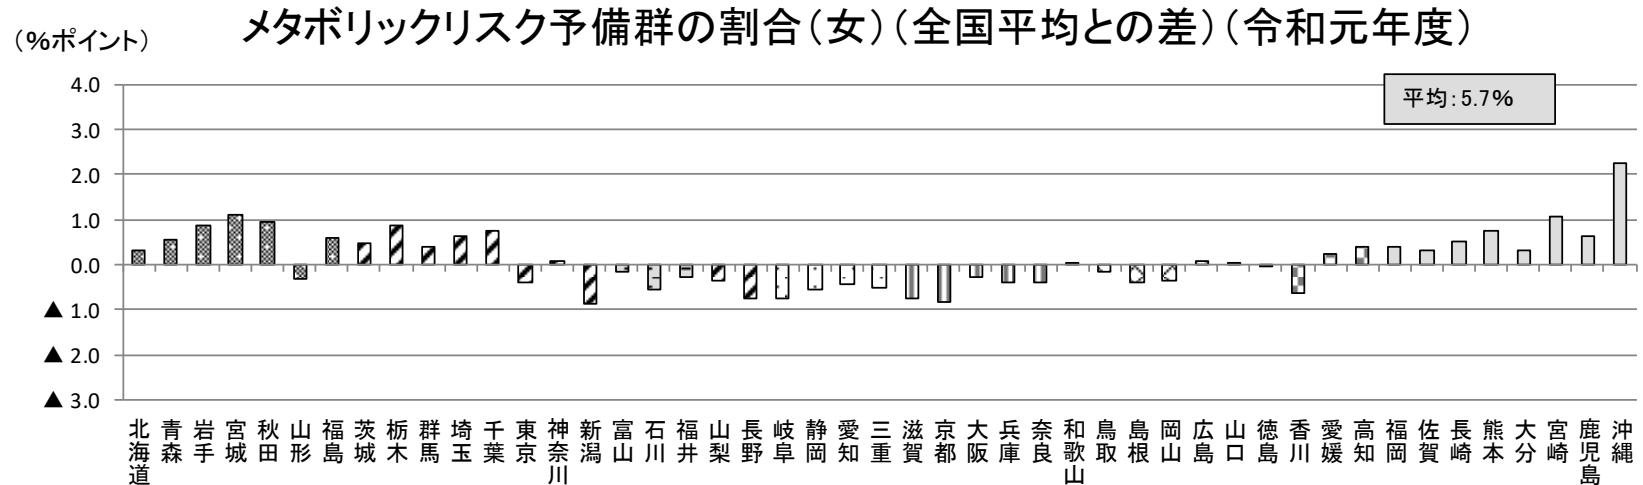 メタボリックリスク予備群の割合(女)(全国平均との差)(令和元年度)
(%ポイント)
平均:5.7%
4.0
3.0
2.0
1.0
0.0
▲ 1.0
▲ 2.0
▲ 3.0
北海道
青森
岩手
宮城
秋田
山形
福島
茨城
栃木
群馬
埼玉
千葉
東京
神奈川
新潟
富山
石川
福井
山梨
長野
岐阜
静岡
愛知
三重
滋賀
京都
大阪
兵庫
奈良
和歌山
鳥取
島根
岡山
広島
山口
徳島
香川
愛媛
高知
福岡
佐賀
長崎
熊本
大分
宮崎
鹿児島
沖縄